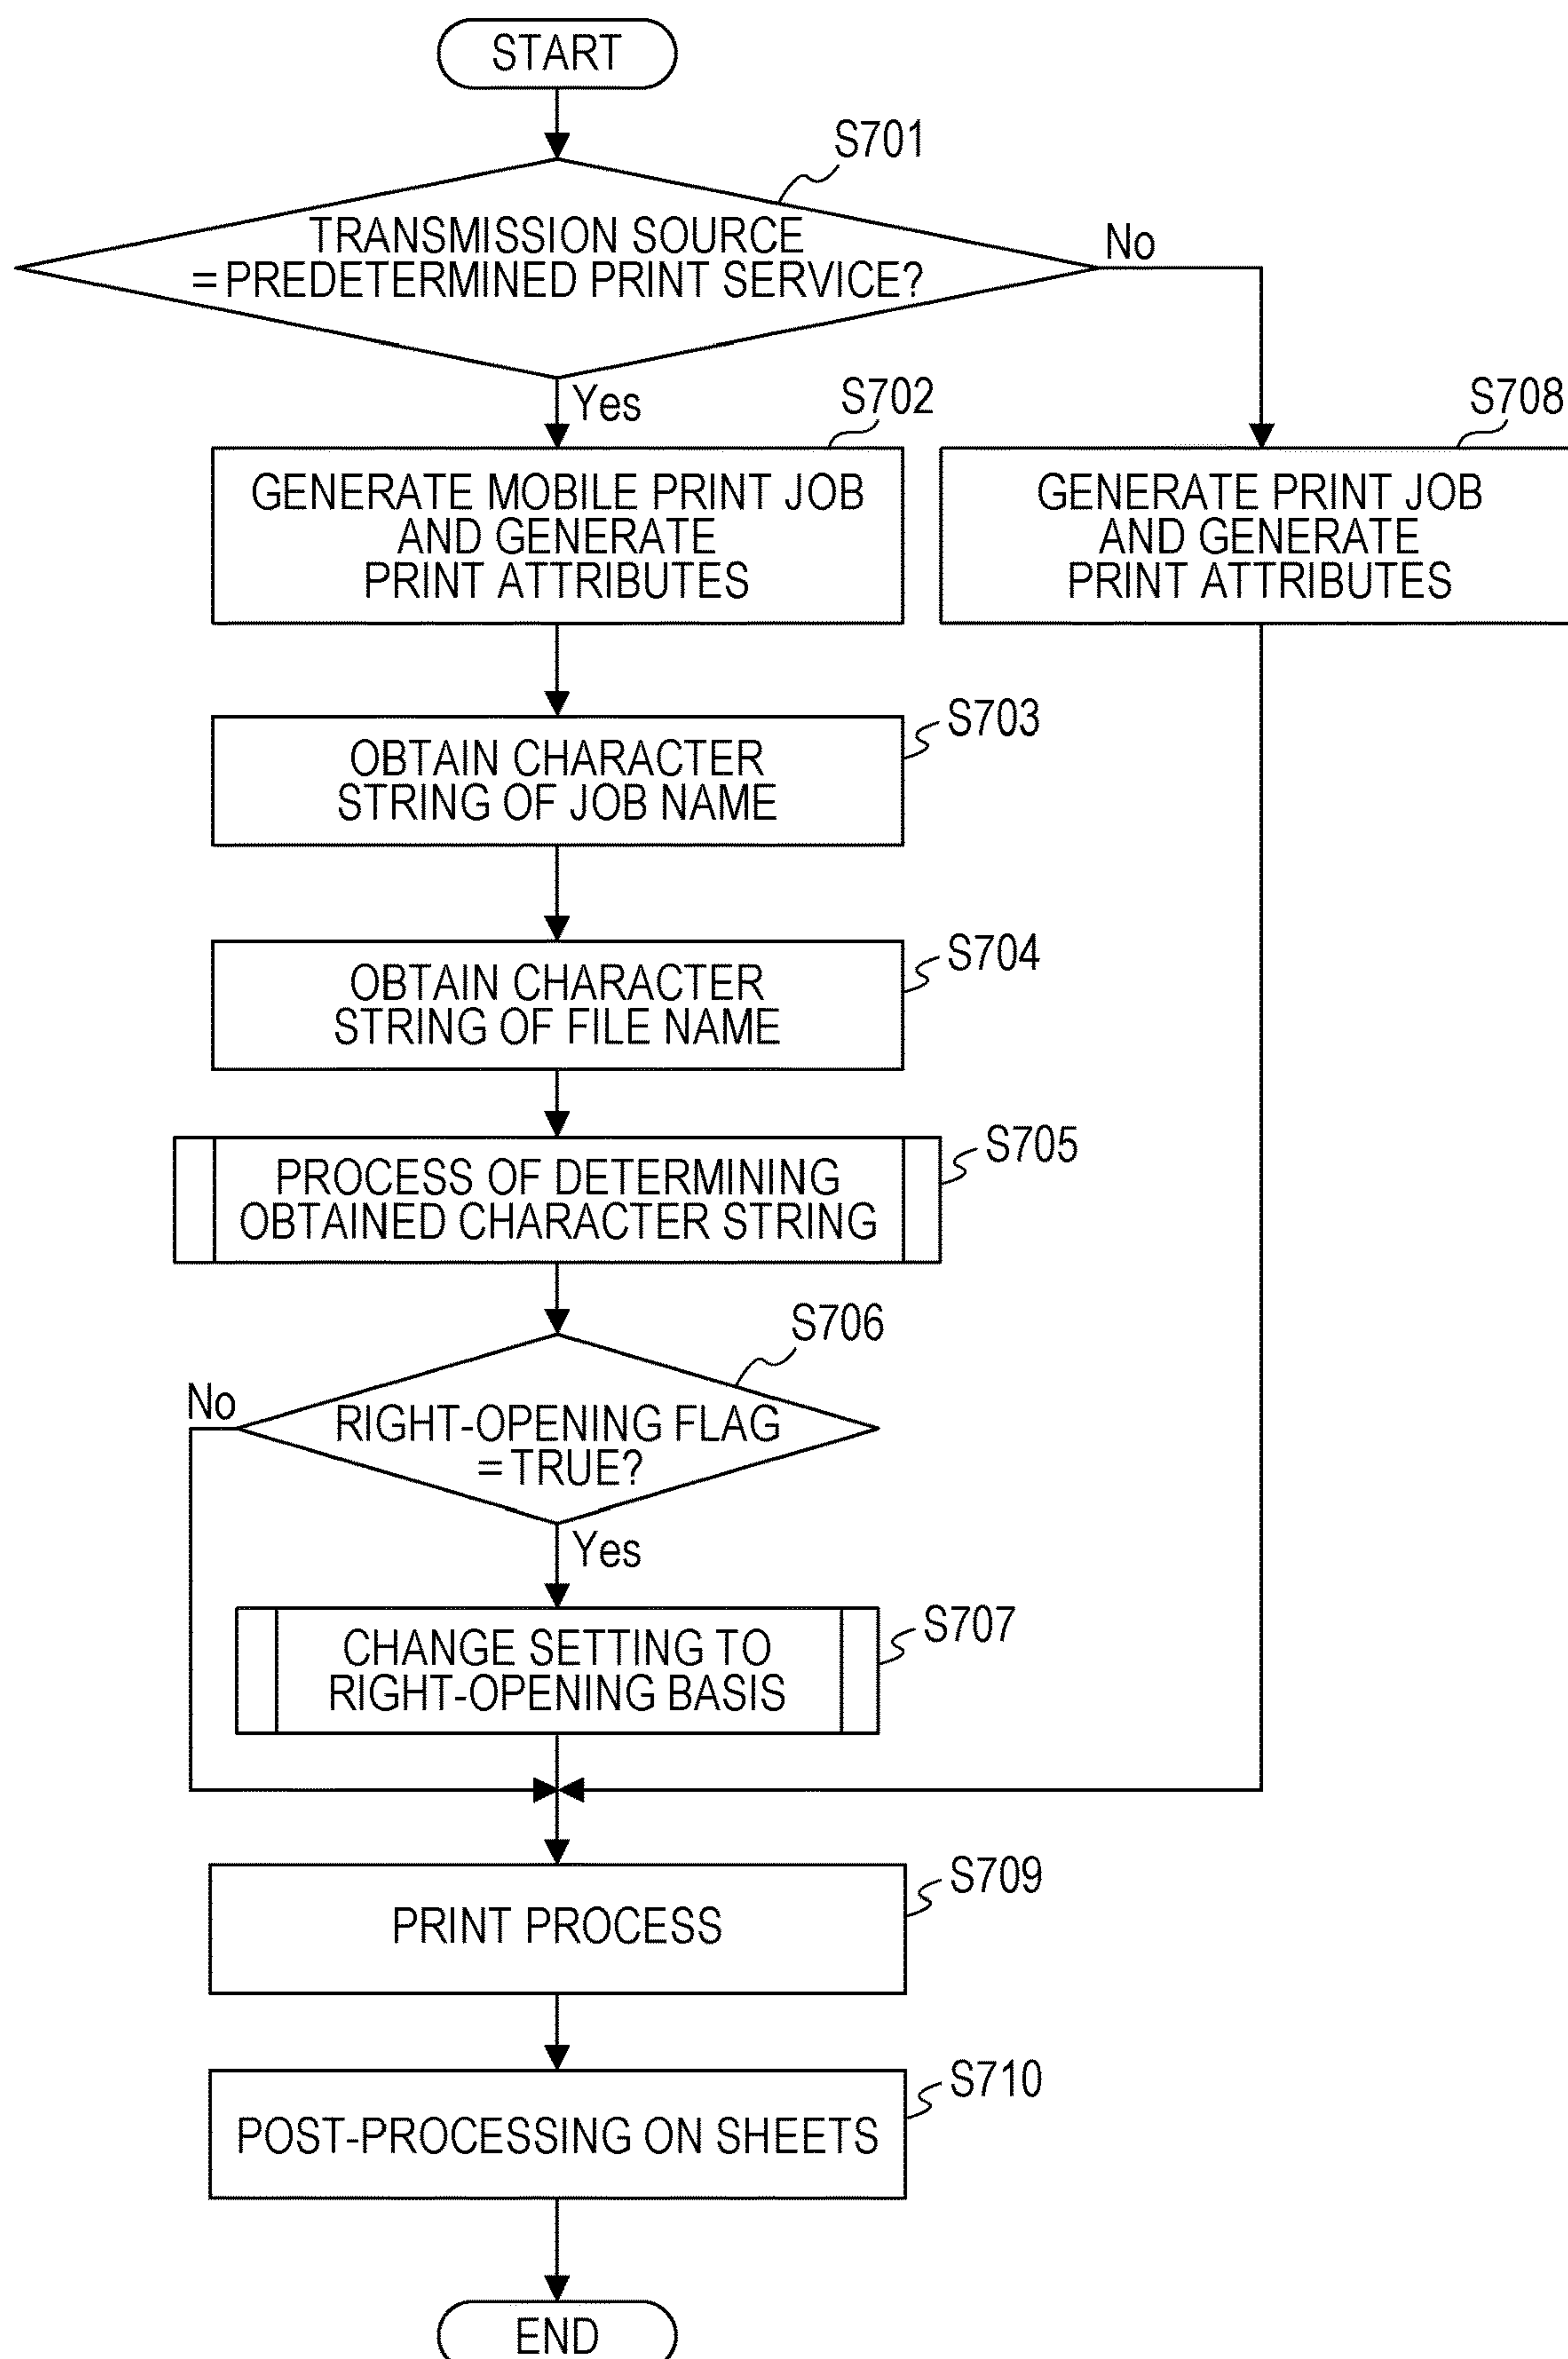 START
S701
TRANSMISSION SOURCE
= PREDETERMINED PRINT SERVICE?
No
Yes
S702
S708
GENERATE MOBILE PRINT JOB
AND GENERATE
PRINT ATTRIBUTES
GENERATE PRINT JOB
AND GENERATE
PRINT ATTRIBUTES
S703
OBTAIN CHARACTER
STRING OF JOB NAME
S704
OBTAIN CHARACTER
STRING OF FILE NAME
S705
PROCESS OF DETERMINING
OBTAINED CHARACTER STRING
S706
No
RIGHT-OPENING FLAG
= TRUE?
Yes
S707
CHANGE SETTING TO
RIGHT-OPENING BASIS
S709
PRINT PROCESS
S710
POST-PROCESSING ON SHEETS
END